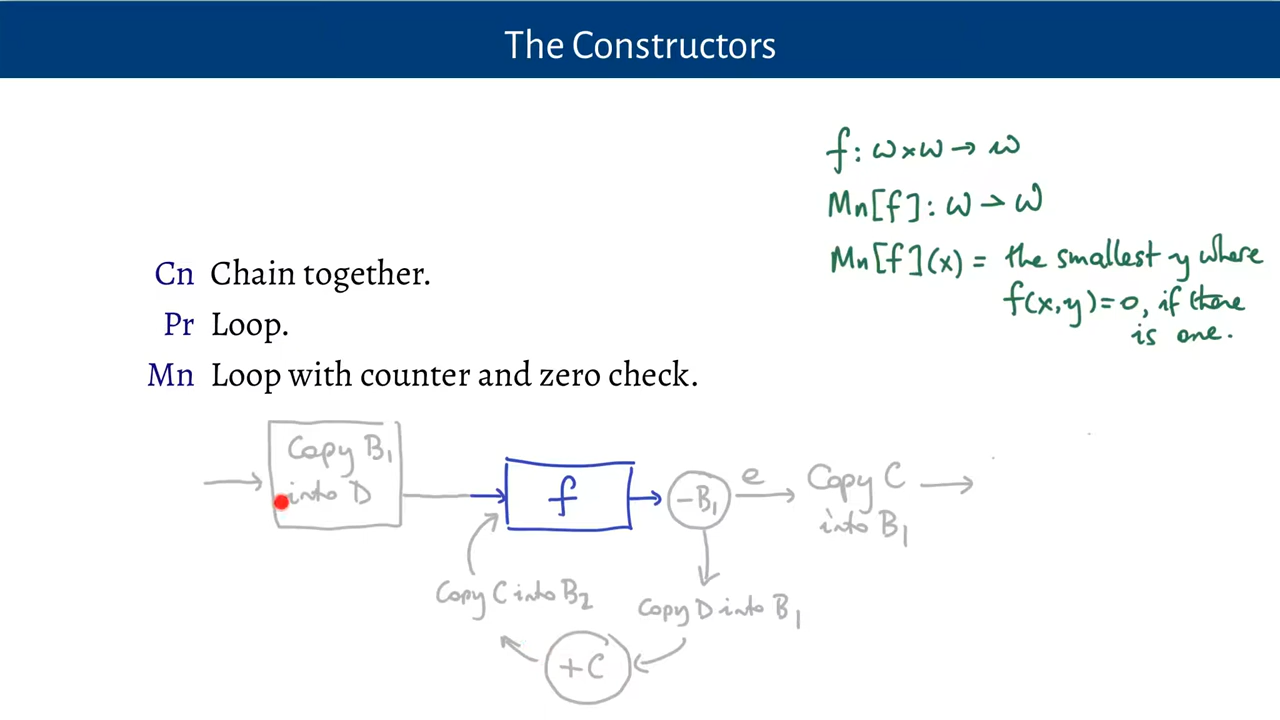 The Constructors
f: ω×ω → ω
Mn[f]: ω ⇀ ω
Mn[f](x) = the smallest y where
f(x,y)=0, if there
is one.
Cn Chain together.
Pr Loop.
Mn Loop with counter and zero check.
Copy B₁
into D
f
-B₁
e
Copy C
into B₁
Copy C into B₂
Copy D into B₁
+C